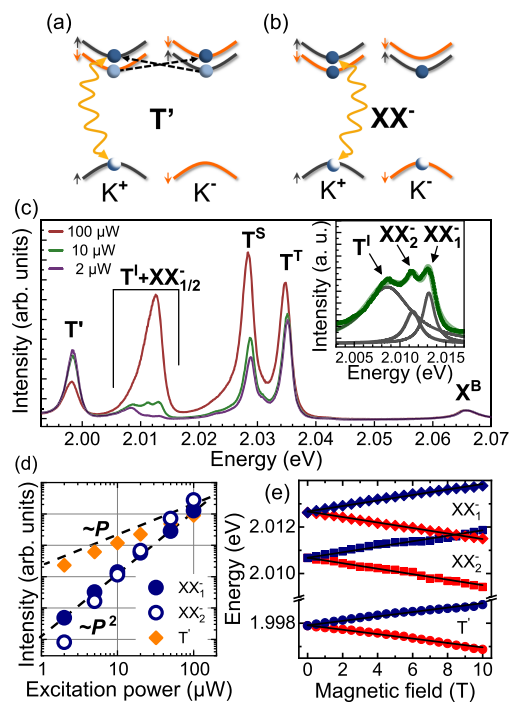 (a) (b)
T' XX⁻
K⁺ K⁻ K⁺ K⁻
(c)
100 µW
10 µW
2 µW
T' Tᴵ+XX⁻₁/₂ Tˢ Tᵀ Xᴮ
Intensity (arb. units)
2.00 2.01 2.02 2.03 2.04 2.05 2.06 2.07
Energy (eV)
Tᴵ XX⁻₂ XX⁻₁
Intensity (a. u.)
2.005 2.011 2.017
Energy (eV)
(d)
~P
~P²
XX⁻₁
XX⁻₂
T'
Intensity (arb. units)
1 10 100
Excitation power (µW)
(e)
XX⁻₁
XX⁻₂
T'
Energy (eV)
2.012
2.010
1.998
0 2 4 6 8 10
Magnetic field (T)